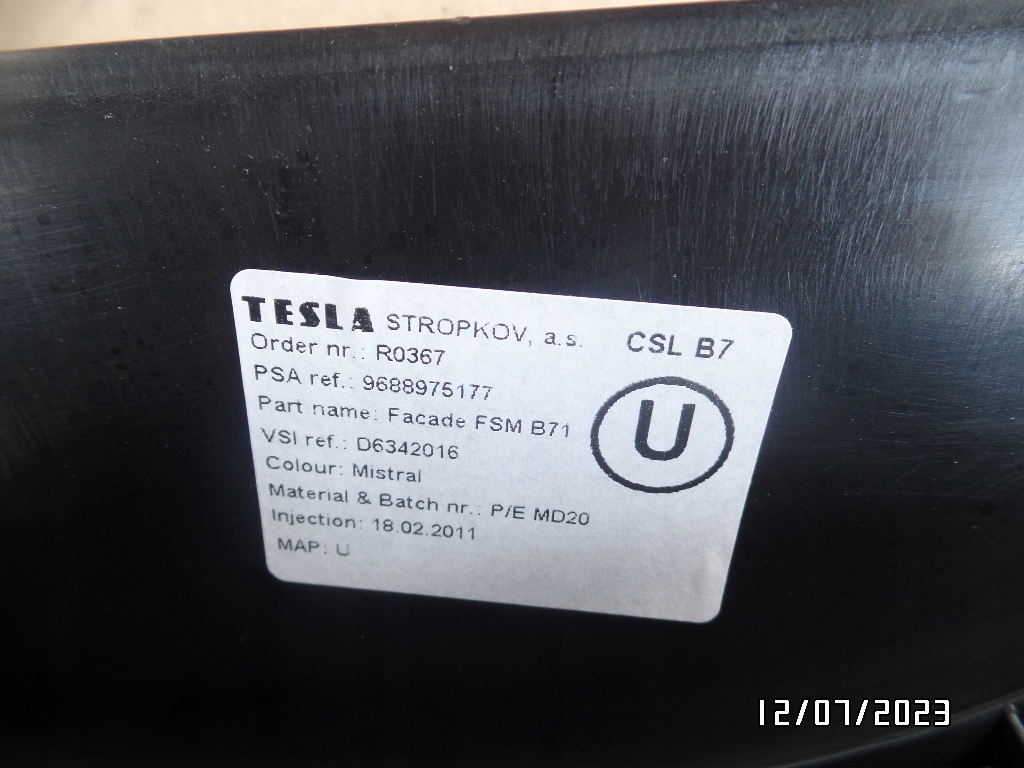 TESLA STROPKOV, a.s. CSL B7
Order nr.: R0367
PSA ref.: 9688975177
Part name: Facade FSM B71
U
VSI ref.: D6342016
Colour: Mistral
Material & Batch nr.: P/E MD20
Injection: 18.02.2011
MAP: U
12/07/2023